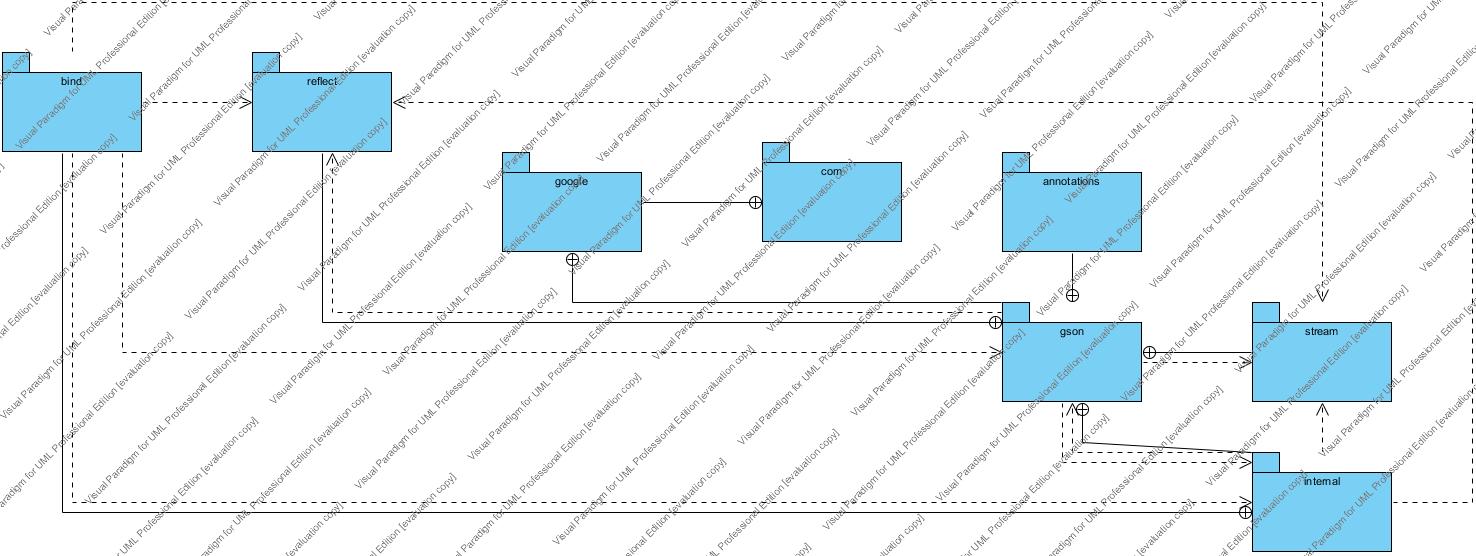 bind
reflect
google
com
annotations
gson
stream
internal
Visual Paradigm for UML Professional Edition [evaluation copy]